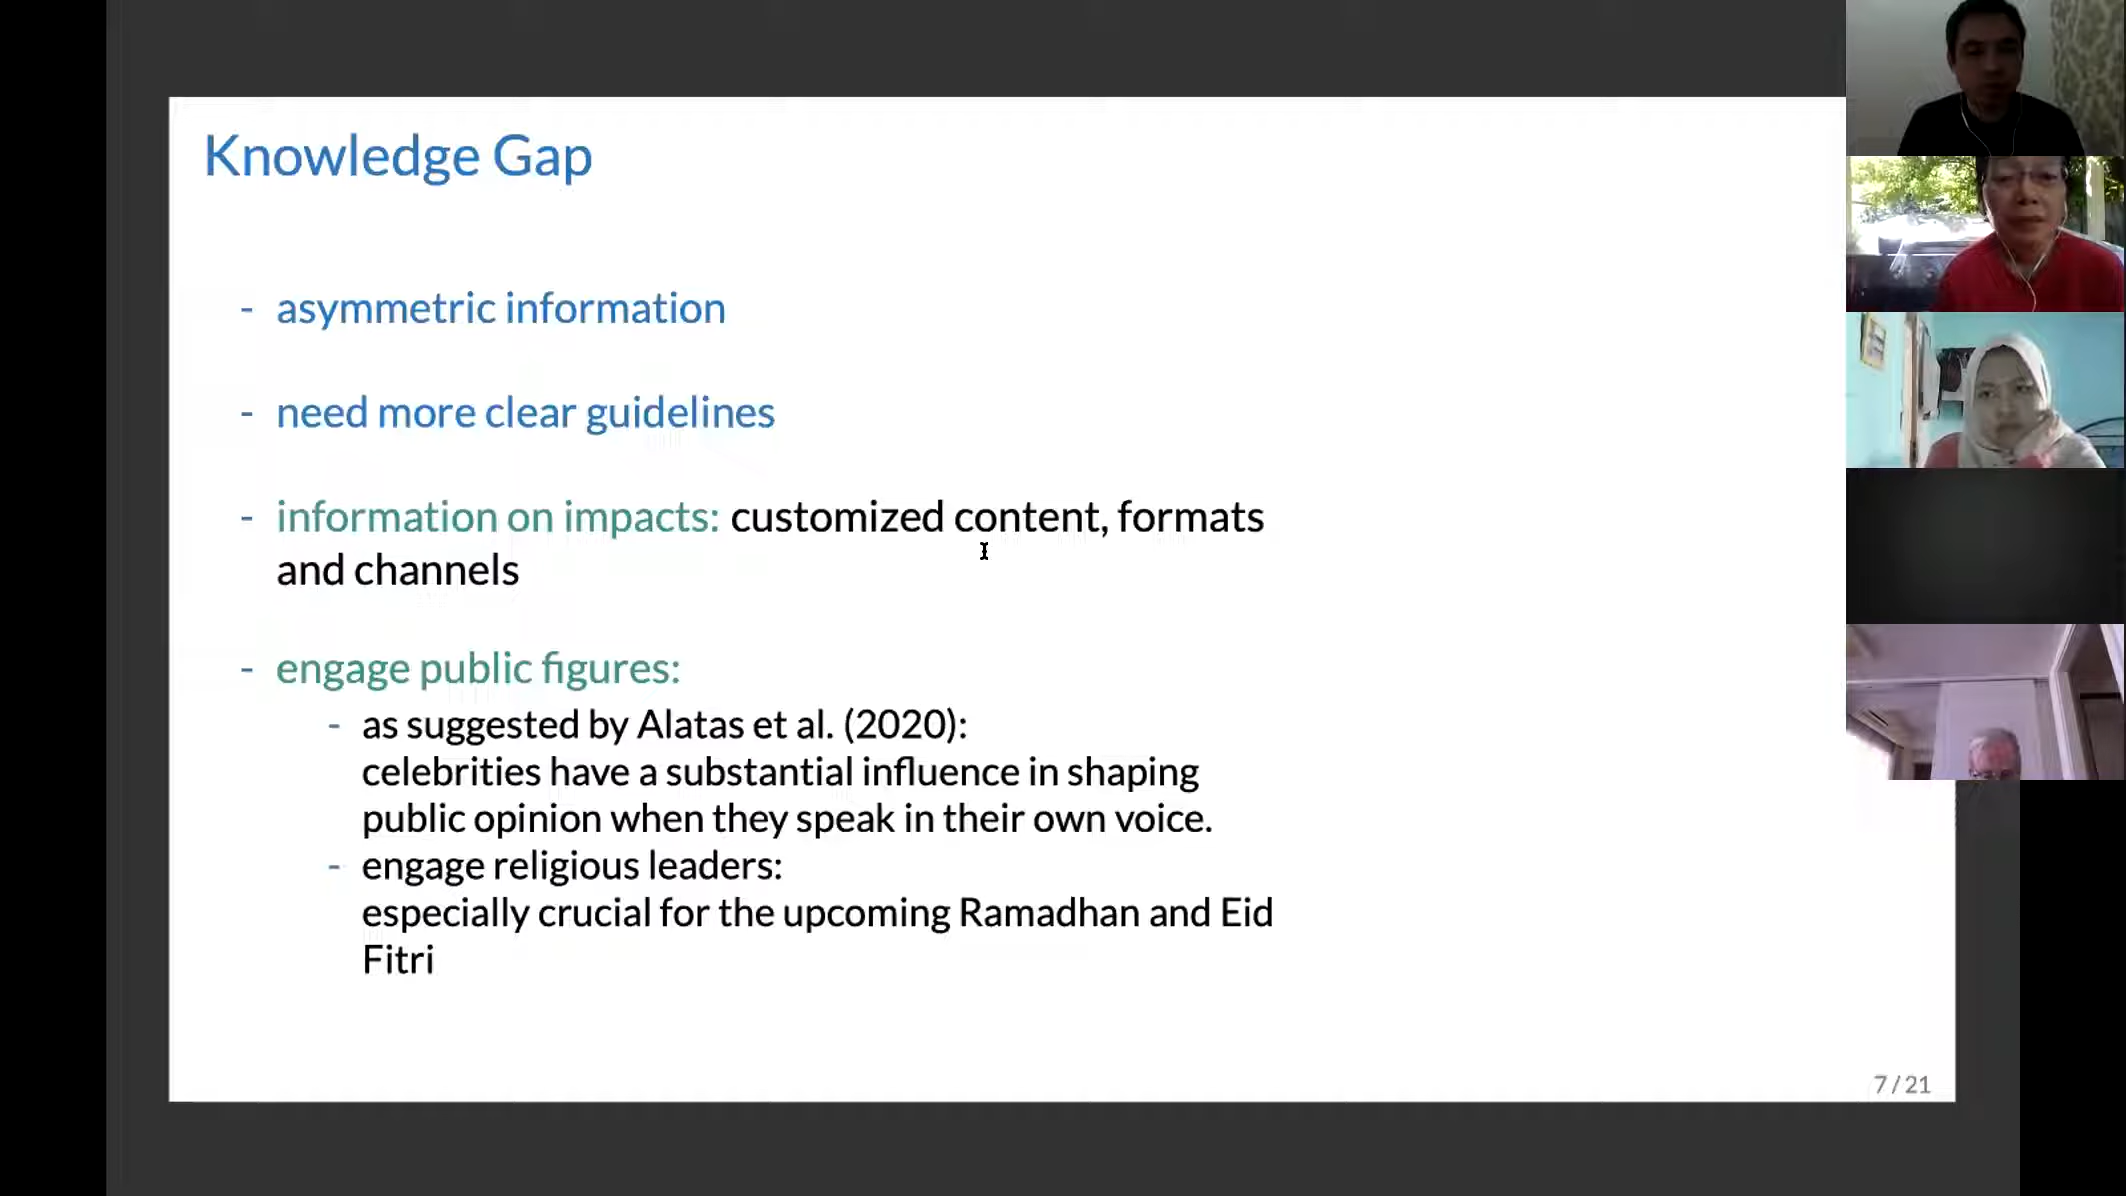 Knowledge Gap
- asymmetric information
- need more clear guidelines
- information on impacts: customized content, formats
and channels
- engage public figures:
- as suggested by Alatas et al. (2020):
celebrities have a substantial influence in shaping
public opinion when they speak in their own voice.
- engage religious leaders:
especially crucial for the upcoming Ramadhan and Eid
Fitri
7 / 21